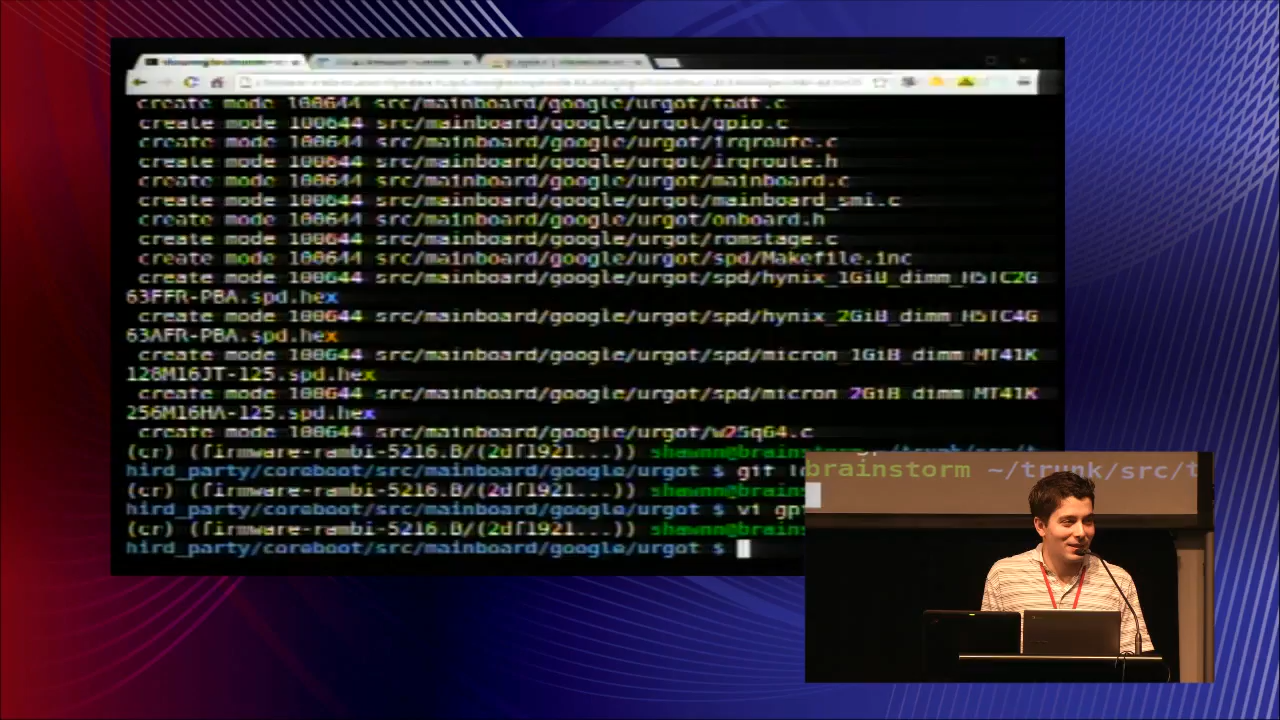 create mode 100644 src/mainboard/google/urgot/fadt.c
create mode 100644 src/mainboard/google/urgot/gpio.c
create mode 100644 src/mainboard/google/urgot/irqroute.c
create mode 100644 src/mainboard/google/urgot/irqroute.h
create mode 100644 src/mainboard/google/urgot/mainboard.c
create mode 100644 src/mainboard/google/urgot/mainboard_smi.c
create mode 100644 src/mainboard/google/urgot/onboard.h
create mode 100644 src/mainboard/google/urgot/romstage.c
create mode 100644 src/mainboard/google/urgot/spd/Makefile.inc
create mode 100644 src/mainboard/google/urgot/spd/hynix_1GiB_dimm_H5TC2G
63FFR-PBA.spd.hex
create mode 100644 src/mainboard/google/urgot/spd/hynix_2GiB_dimm_H5TC4G
63AFR-PBA.spd.hex
create mode 100644 src/mainboard/google/urgot/spd/micron_1GiB_dimm_MT41K
128M16JT-125.spd.hex
create mode 100644 src/mainboard/google/urgot/spd/micron_2GiB_dimm_MT41K
256M16HA-125.spd.hex
create mode 100644 src/mainboard/google/urgot/w25q64.c
(cr) (firmware-rambi-5216.B/(2df1921...)) shawnn@bra
hird_party/coreboot/src/mainboard/google/urgot $ git lo
(cr) (firmware-rambi-5216.B/(2df1921...)) shawnn@brains
hird_party/coreboot/src/mainboard/google/urgot $ vi gp
(cr) (firmware-rambi-5216.B/(2df1921...)) shawnn@brains
hird_party/coreboot/src/mainboard/google/urgot $
brainstorm ~/trunk/src/t